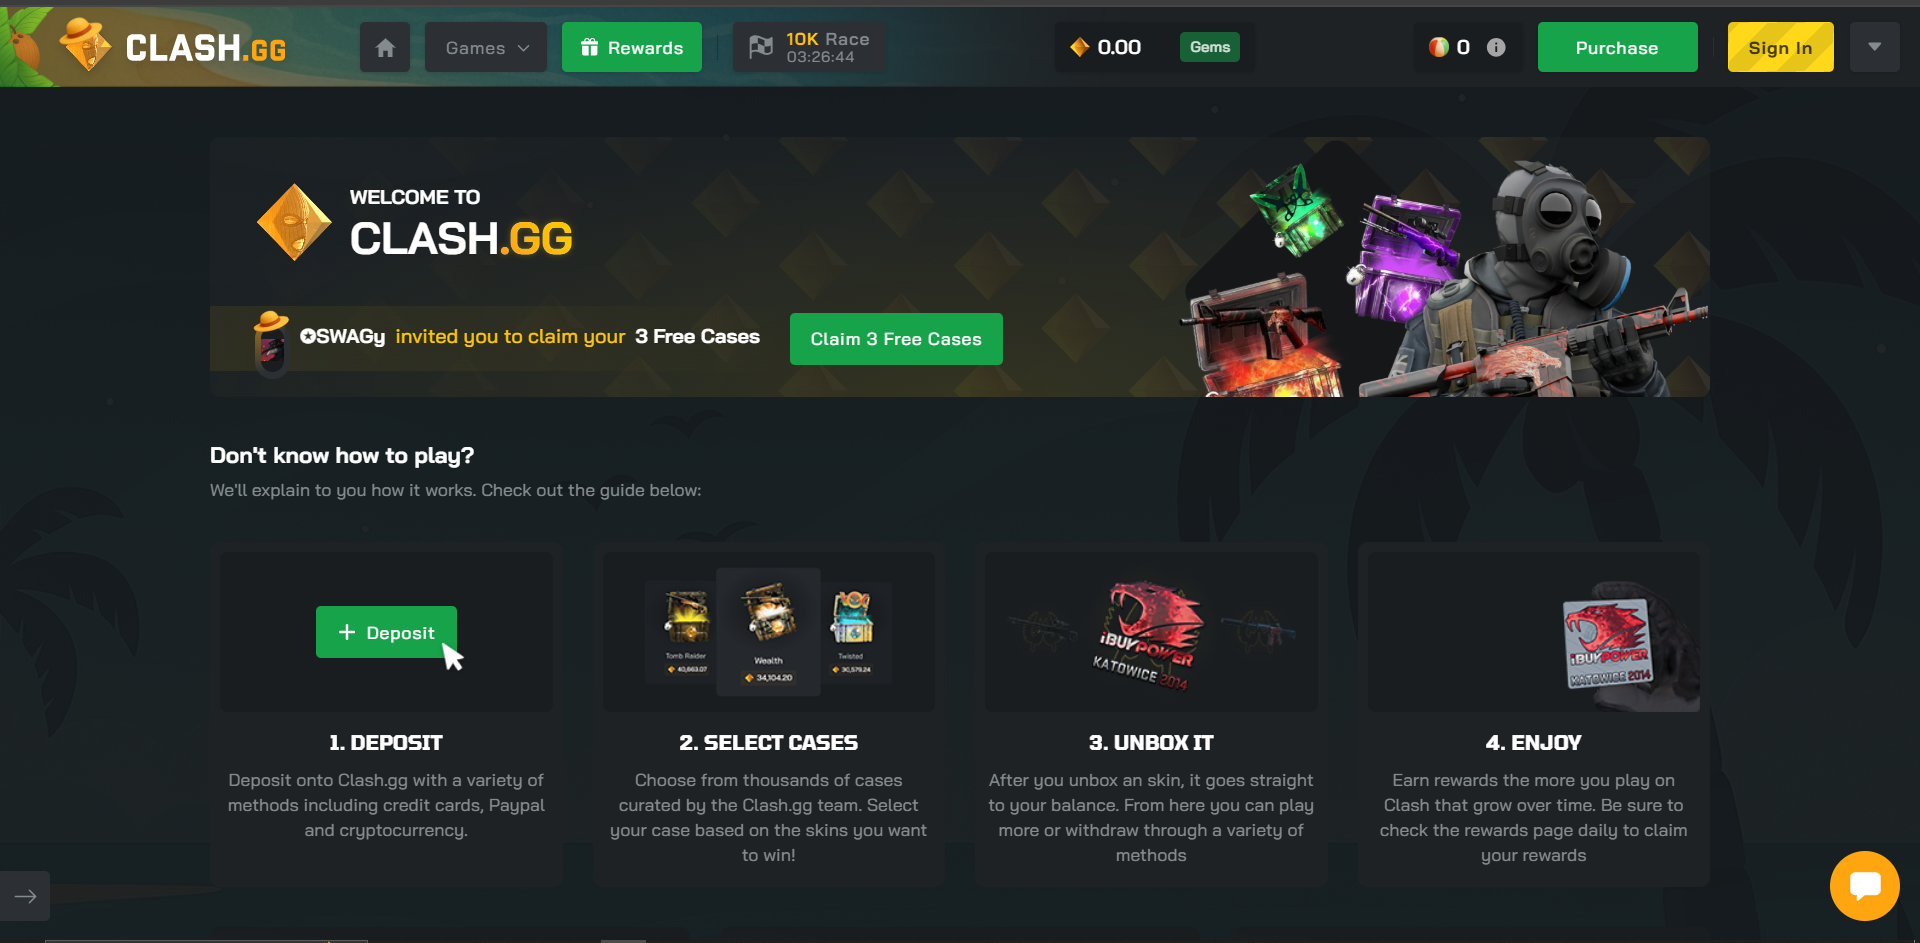 CLASH.GG
Games
Rewards
10K Race
03:26:44
0.00
Gems
0
Purchase
Sign In
WELCOME TO
CLASH.GG
✪SWAGy invited you to claim your 3 Free Cases
Claim 3 Free Cases
Don't know how to play?
We'll explain to you how it works. Check out the guide below:
+ Deposit
Tomb Raider
40,663.07
Wealth
34,104.20
Twisted
30,579.24
iBUYPOWER
KATOWICE 2014
iBUYPOWER
KATOWICE 2014
1. DEPOSIT
Deposit onto Clash.gg with a variety of
methods including credit cards, Paypal
and cryptocurrency.
2. SELECT CASES
Choose from thousands of cases
curated by the Clash.gg team. Select
your case based on the skins you want
to win!
3. UNBOX IT
After you unbox an skin, it goes straight
to your balance. From here you can play
more or withdraw through a variety of
methods
4. ENJOY
Earn rewards the more you play on
Clash that grow over time. Be sure to
check the rewards page daily to claim
your rewards